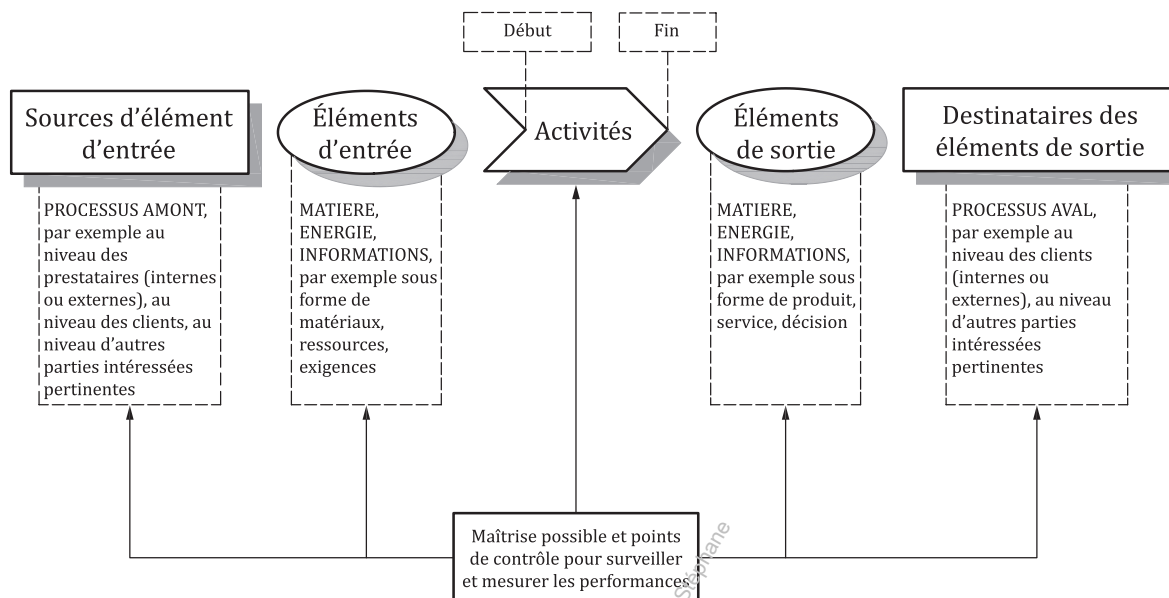 Début
Fin
Sources d'élément
d'entrée
Éléments
d'entrée
Activités
Éléments
de sortie
Destinataires des
éléments de sortie
PROCESSUS AMONT,
par exemple au
niveau des
prestataires (internes
ou externes), au
niveau des clients, au
niveau d'autres
parties intéressées
pertinentes
MATIERE,
ENERGIE,
INFORMATIONS,
par exemple sous
forme de
matériaux,
ressources,
exigences
MATIERE,
ENERGIE,
INFORMATIONS,
par exemple sous
forme de produit,
service, décision
PROCESSUS AVAL,
par exemple au
niveau des clients
(internes ou
externes), au niveau
d'autres parties
intéressées
pertinentes
Maîtrise possible et points
de contrôle pour surveiller
et mesurer les performances
Stéphane